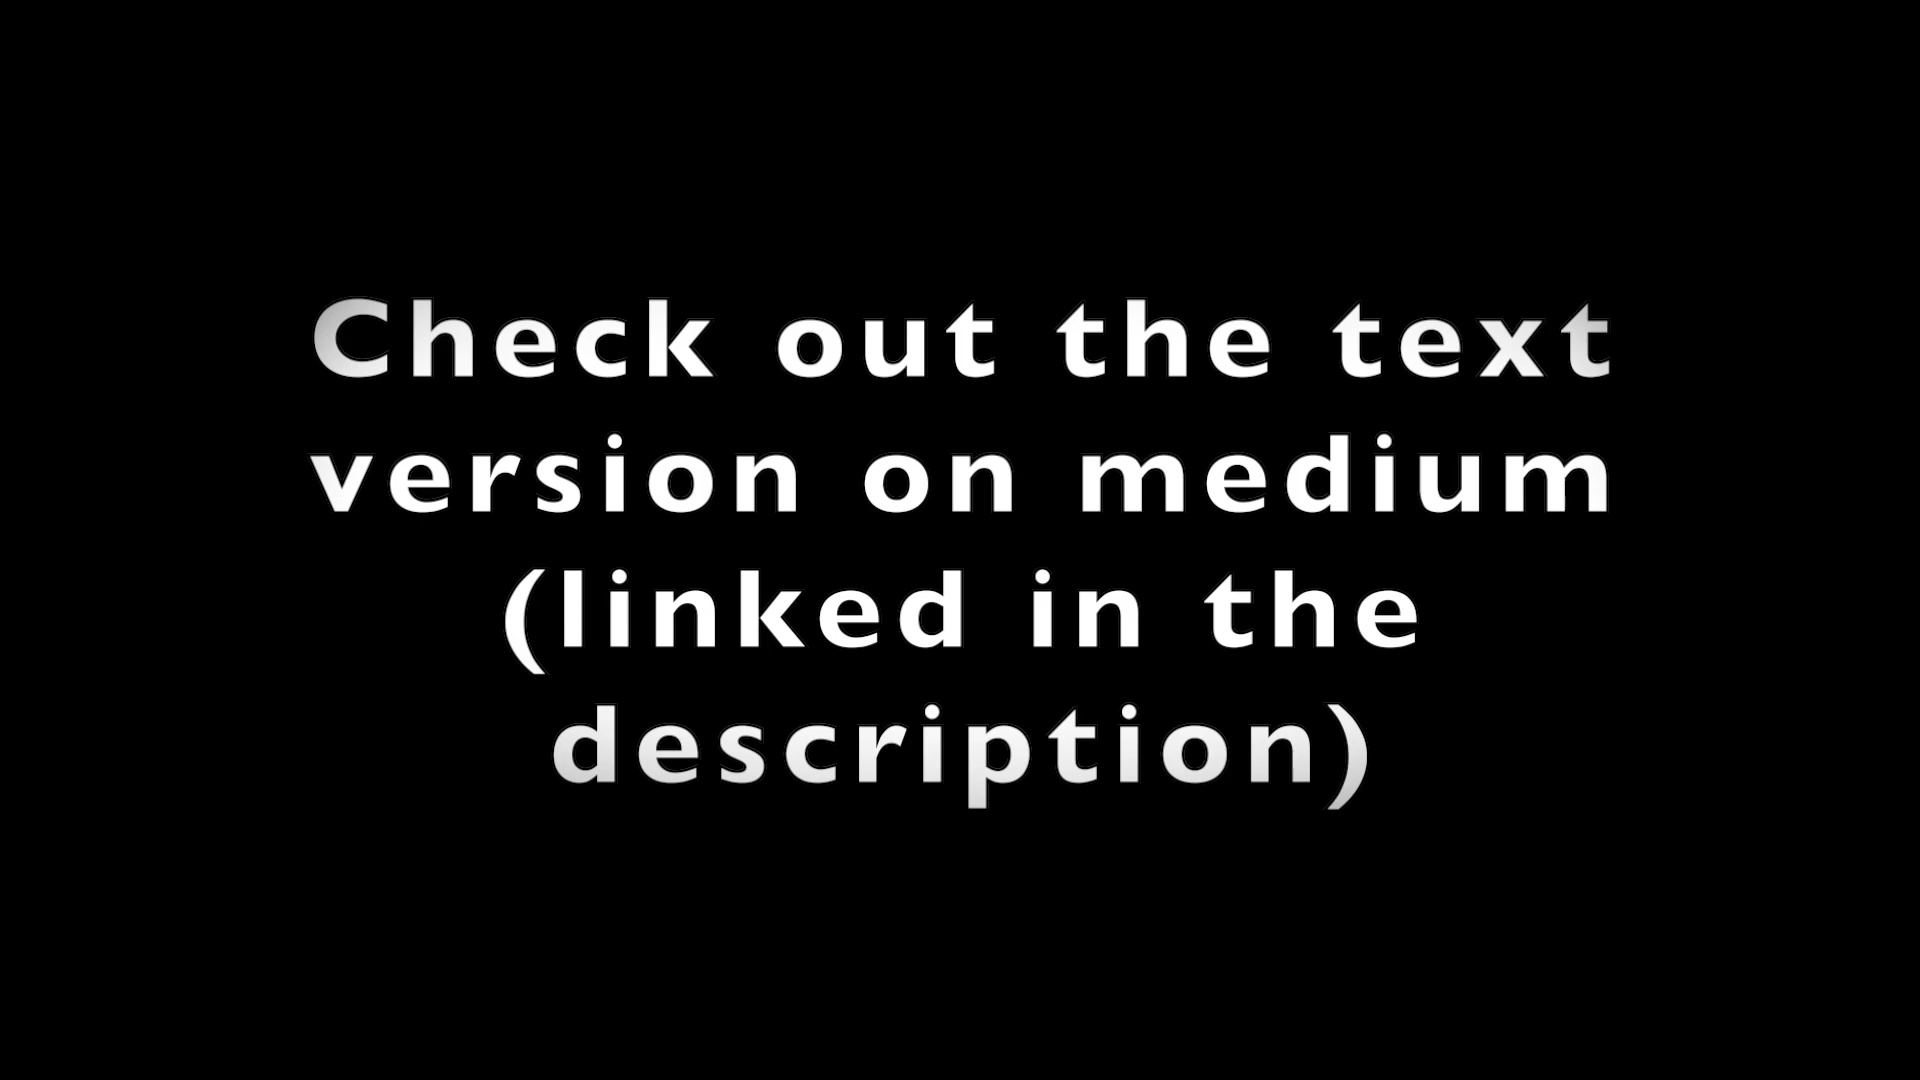 Check out the text
version on medium
(linked in the
description)